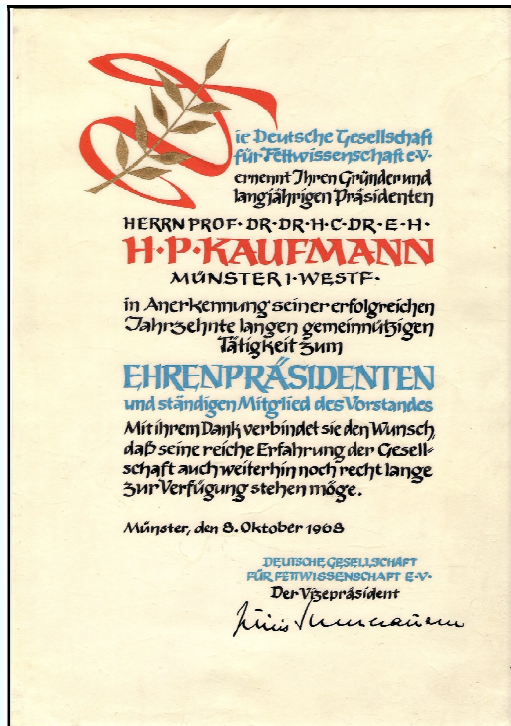 Die Deutsche Gesellschaft
für Fettwissenschaft e.V.
ernennt Ihren Gründer und
langjährigen Präsidenten
HERRN PROF·DR·DR·H·C·DR·E·H·
H·P·KAUFMANN
MÜNSTER I·WESTF·
in Anerkennung seiner erfolgreichen
Jahrzehnte langen gemeinnützigen
Tätigkeit zum
EHRENPRÄSIDENTEN
und ständigen Mitglied des Vorstandes
Mit ihrem Dank verbindet sie den Wunsch,
daß seine reiche Erfahrung der Gesell-
schaft auch weiterhin noch recht lange
zur Verfügung stehen möge.
Münster, den 8. Oktober 1968
DEUTSCHE GESELLSCHAFT
FÜR FETTWISSENSCHAFT E·V·
Der Vizepräsident